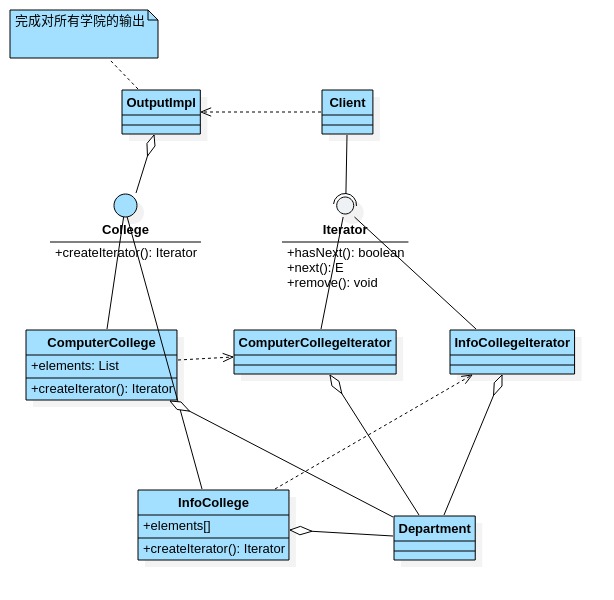 完成对所有学院的输出
OutputImpl
Client
College
+createIterator(): Iterator
Iterator
+hasNext(): boolean
+next(): E
+remove(): void
ComputerCollege
+elements: List
+createIterator(): Iterator
ComputerCollegeIterator
InfoCollegeIterator
InfoCollege
+elements[]
+createIterator(): Iterator
Department